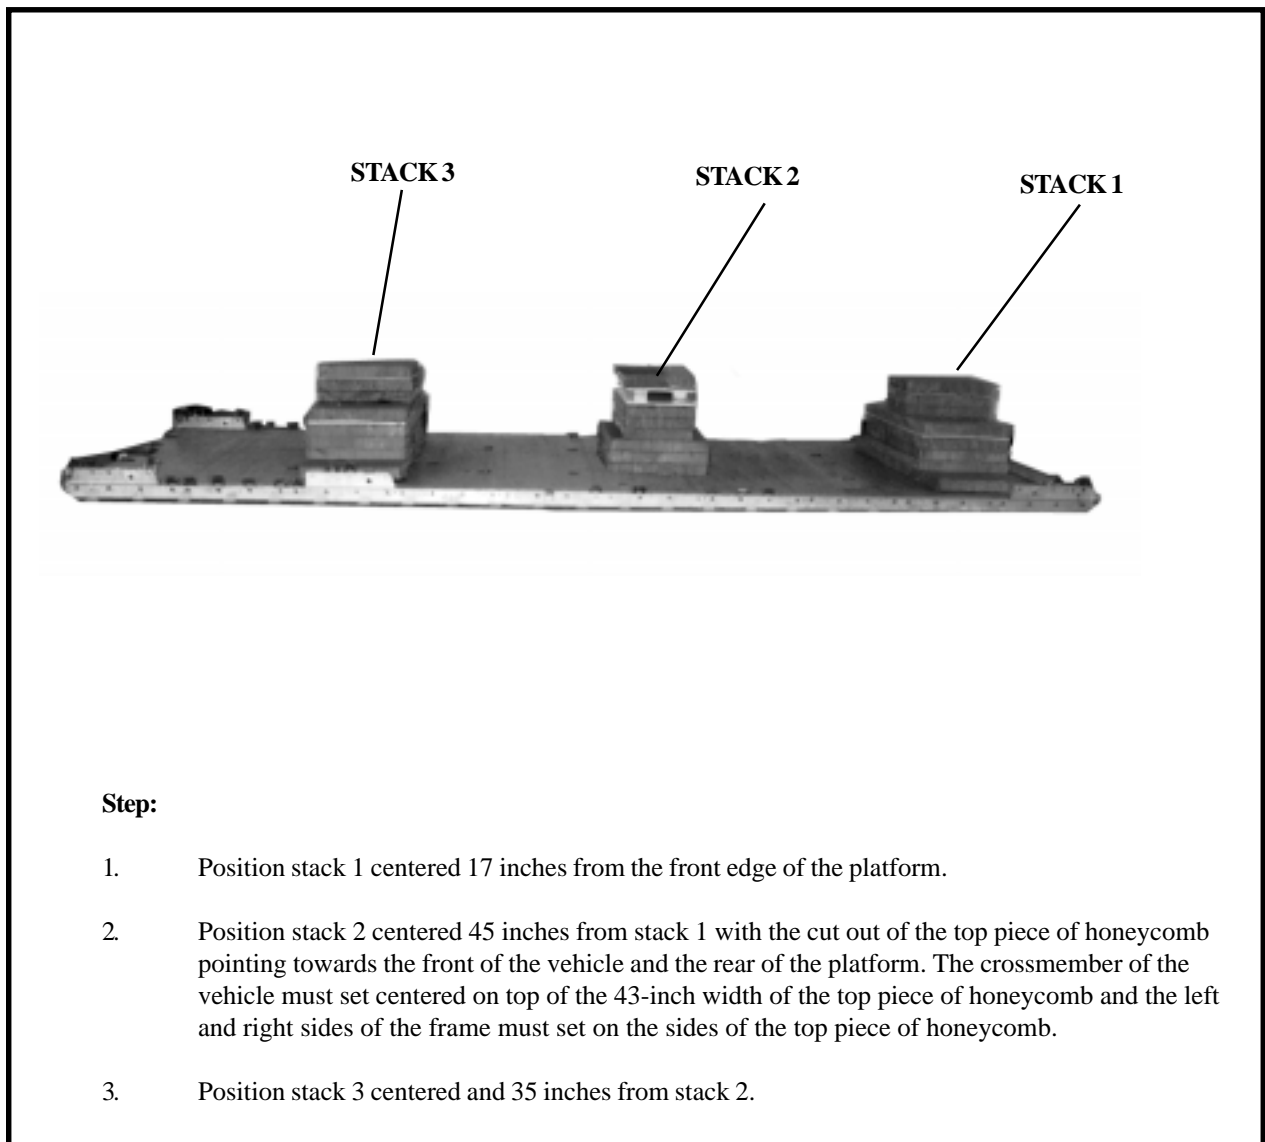 STACK 3
STACK 2
STACK 1
Step:
1. Position stack 1 centered 17 inches from the front edge of the platform.
2. Position stack 2 centered 45 inches from stack 1 with the cut out of the top piece of honeycomb
pointing towards the front of the vehicle and the rear of the platform. The crossmember of the
vehicle must set centered on top of the 43-inch width of the top piece of honeycomb and the left
and right sides of the frame must set on the sides of the top piece of honeycomb.
3. Position stack 3 centered and 35 inches from stack 2.